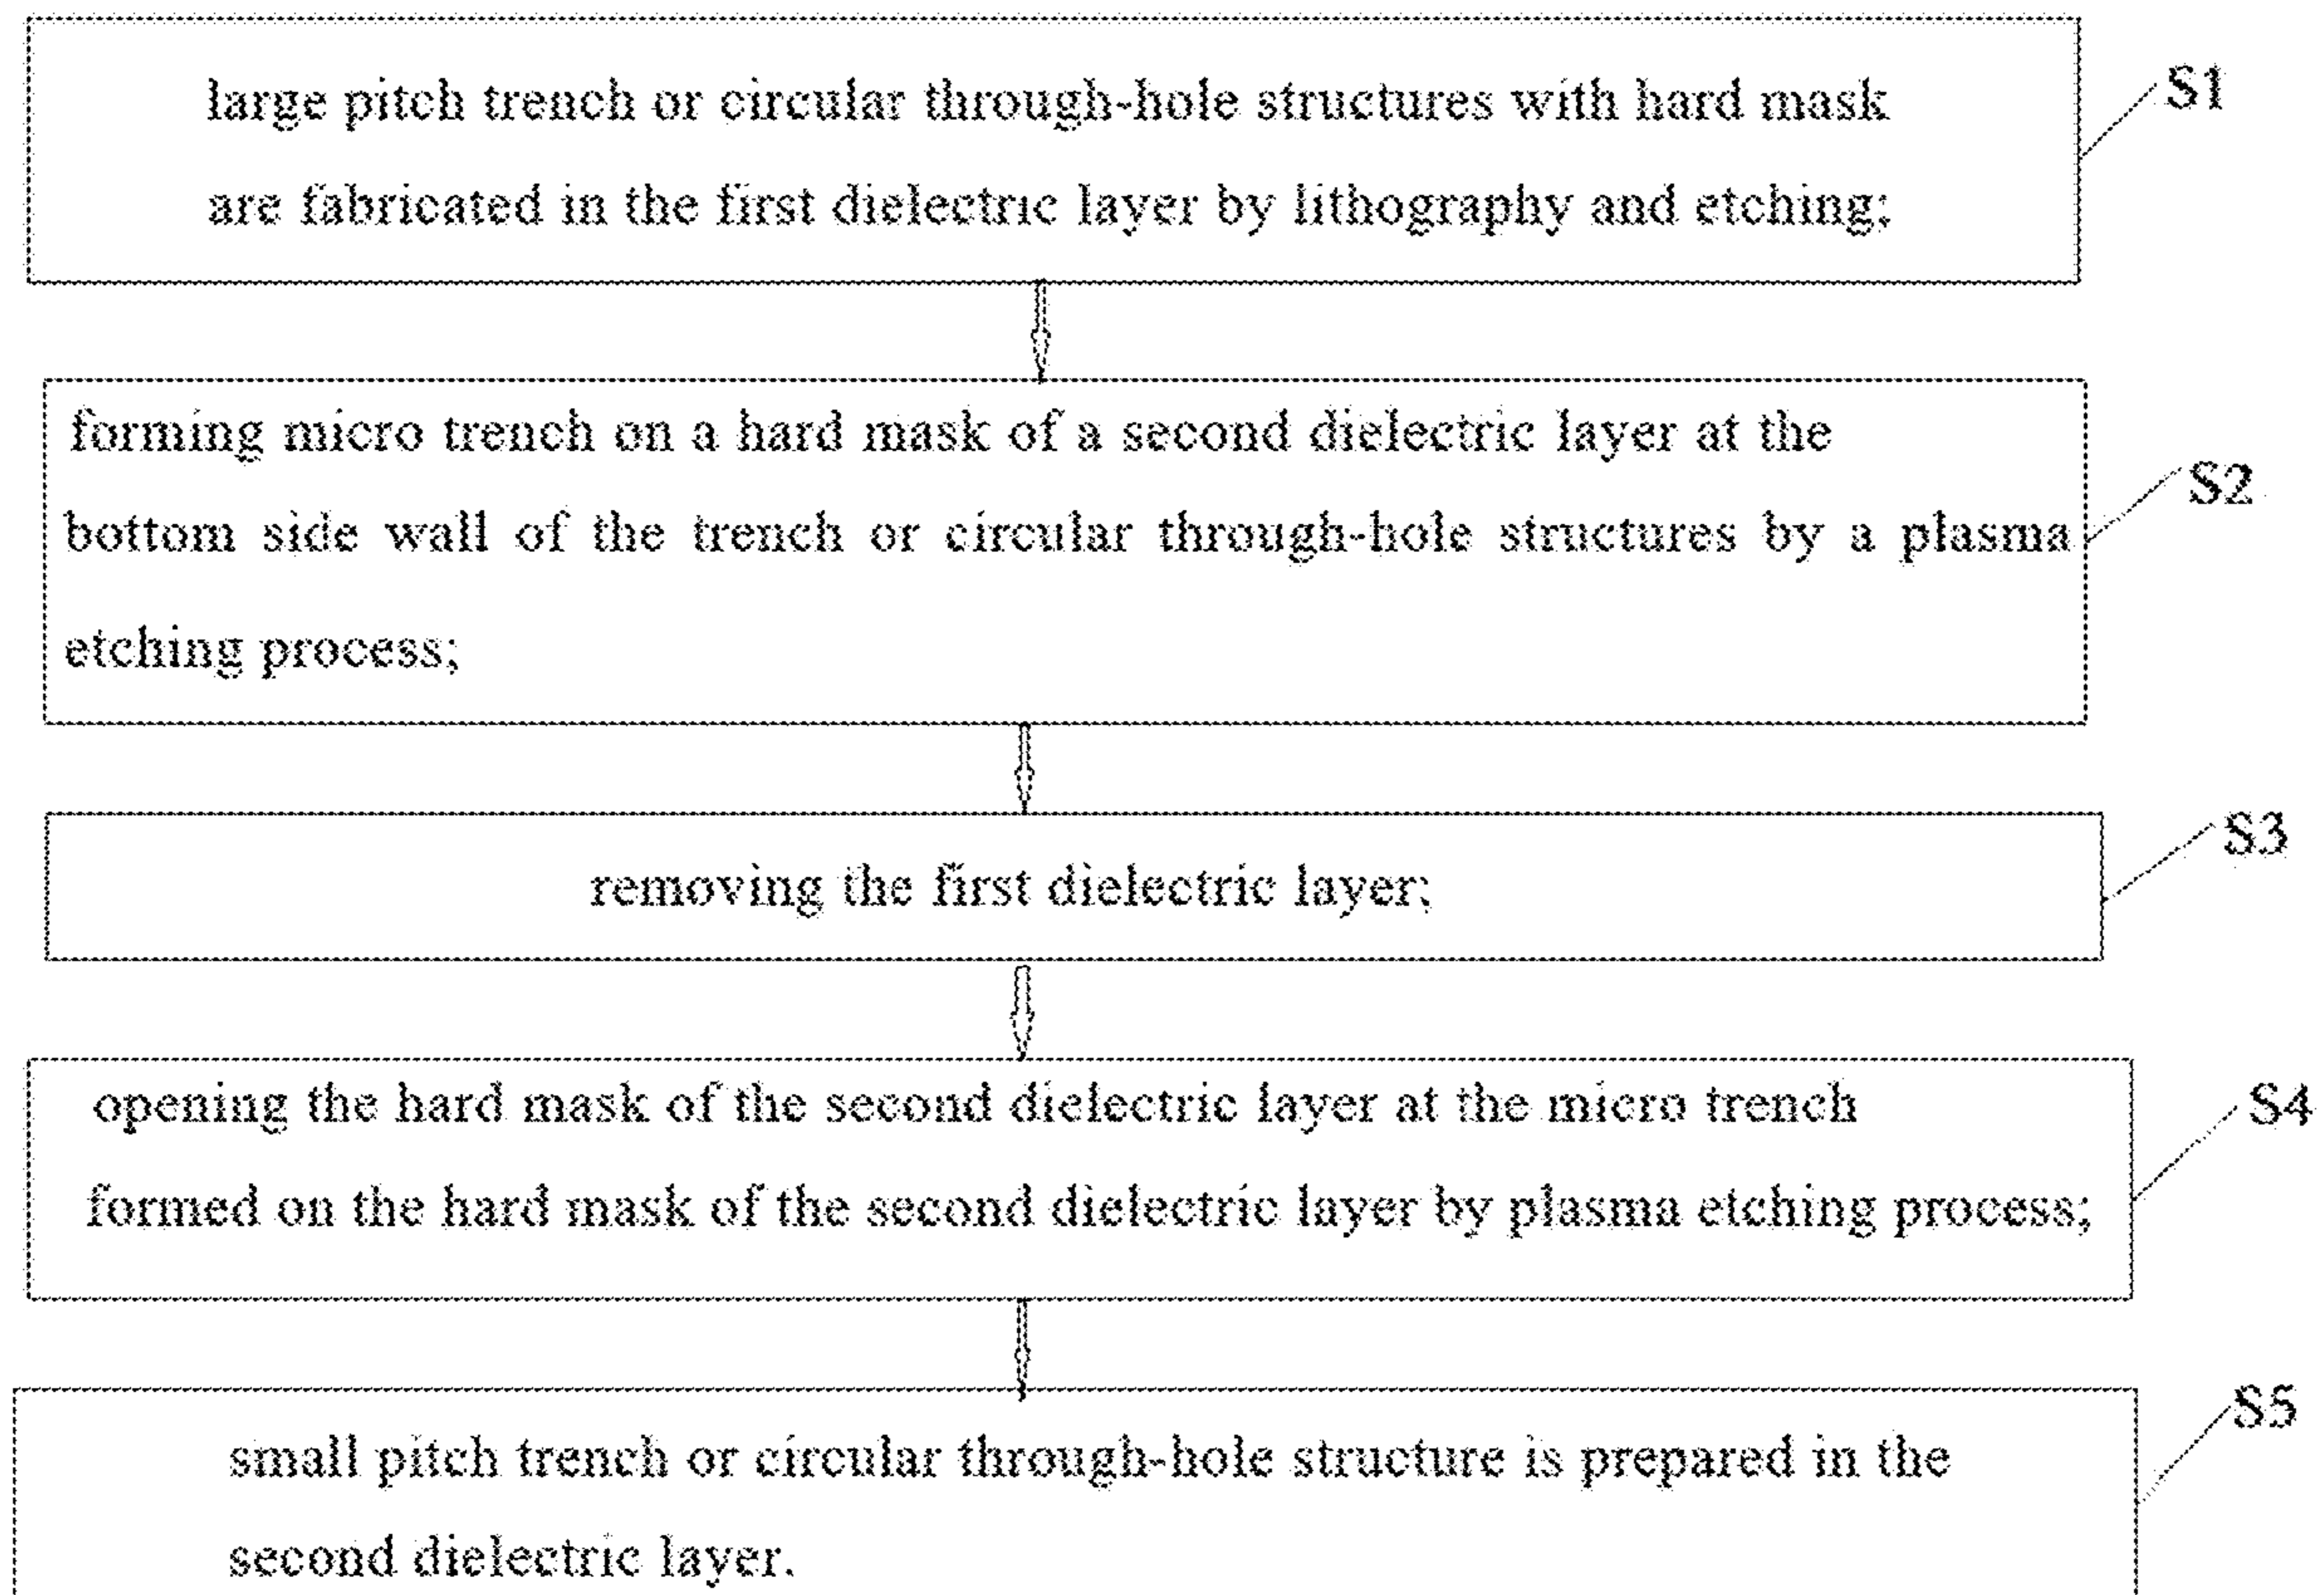 large pitch trench or circular through-hole structures with hard mask
S1
are fabricated in the first dielectric layer by lithography and etching;
forming micro trench on a hard mask of a second dielectric layer at the
S2
bottom side wall of the trench or circular through-hole structures by a plasma
etching process;
S3
removing the first dielectric layer;
opening the hard mask of the second dielectric layer at the micro trench
S4
formed on the hard mask of the second dielectric layer by plasma etching process;
S5
small pitch trench or circular through-hole structure is prepared in the
second dielectric layer.